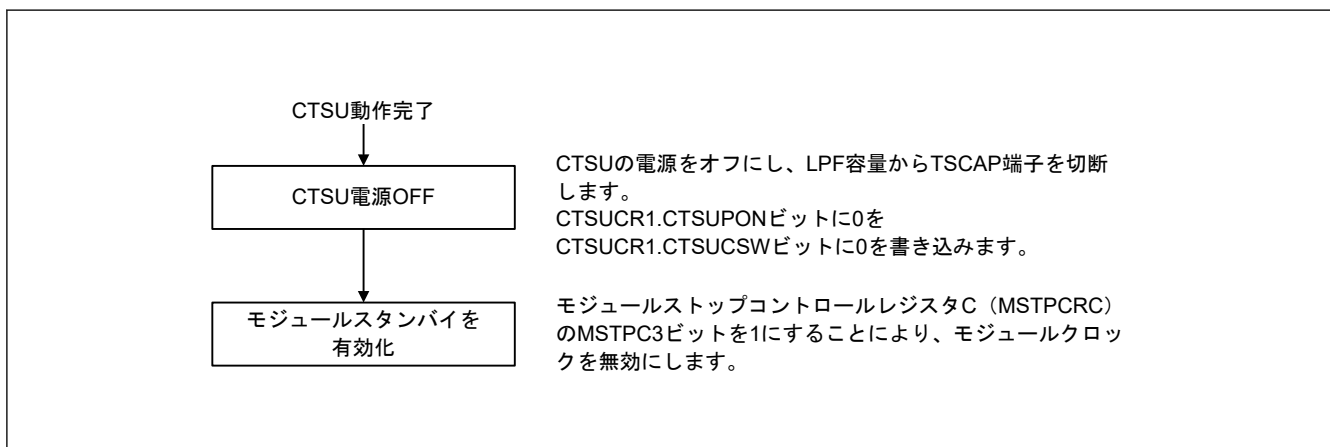 CTSU動作完了
CTSU電源OFF
CTSUの電源をオフにし、LPF容量からTSCAP端子を切断
します。
CTSUCR1.CTSUPONビットに0を
CTSUCR1.CTSUCSWビットに0を書き込みます。
モジュールスタンバイを
有効化
モジュールストップコントロールレジスタC（MSTPCRC）
のMSTPC3ビットを1にすることにより、モジュールクロッ
クを無効にします。